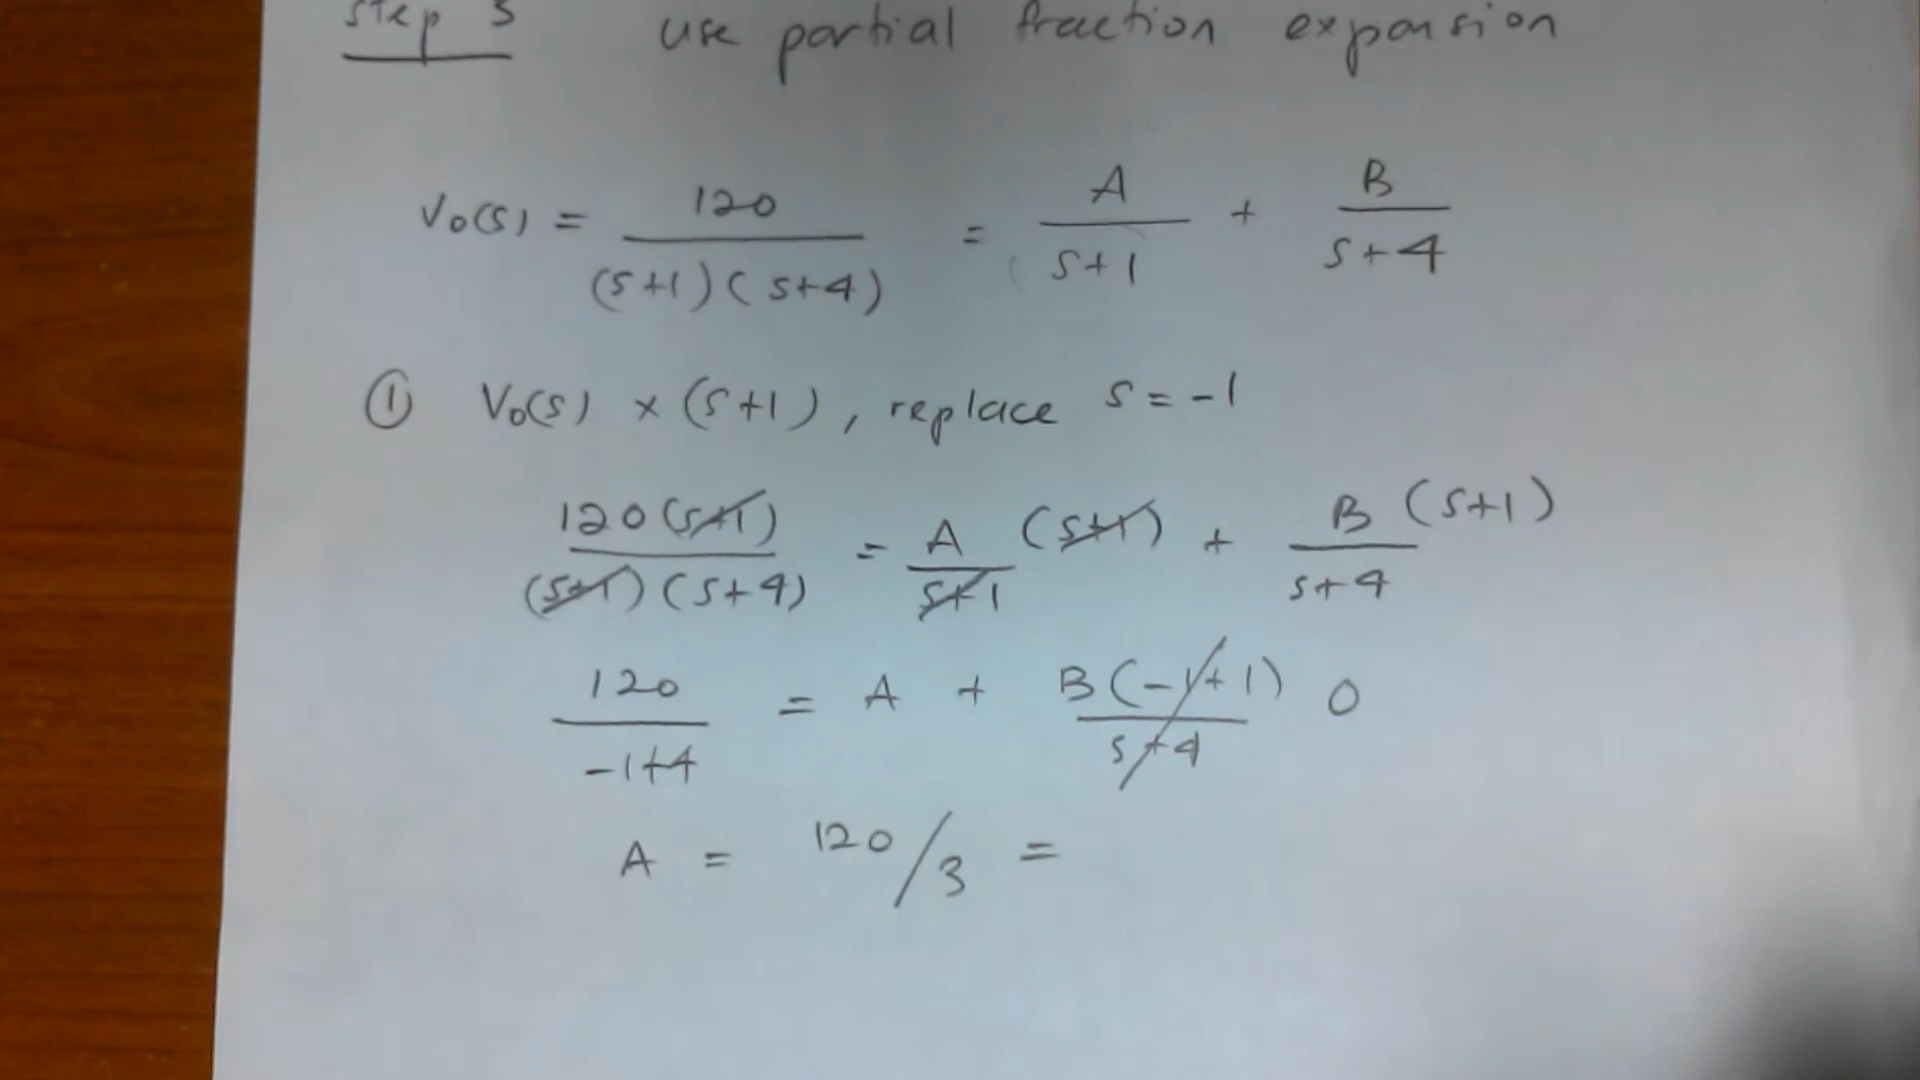 Step 3 use partial fraction expansion
Vo(s) = 120 / (s+1)(s+4) = A / s+1 + B / s+4
① Vo(s) × (s+1), replace s = -1
120(s+1) / (s+1)(s+4) = A / s+1 (s+1) + B / s+4 (s+1)
120 / -1+4 = A + B(-1+1) / s+4 0
A = 120/3 =